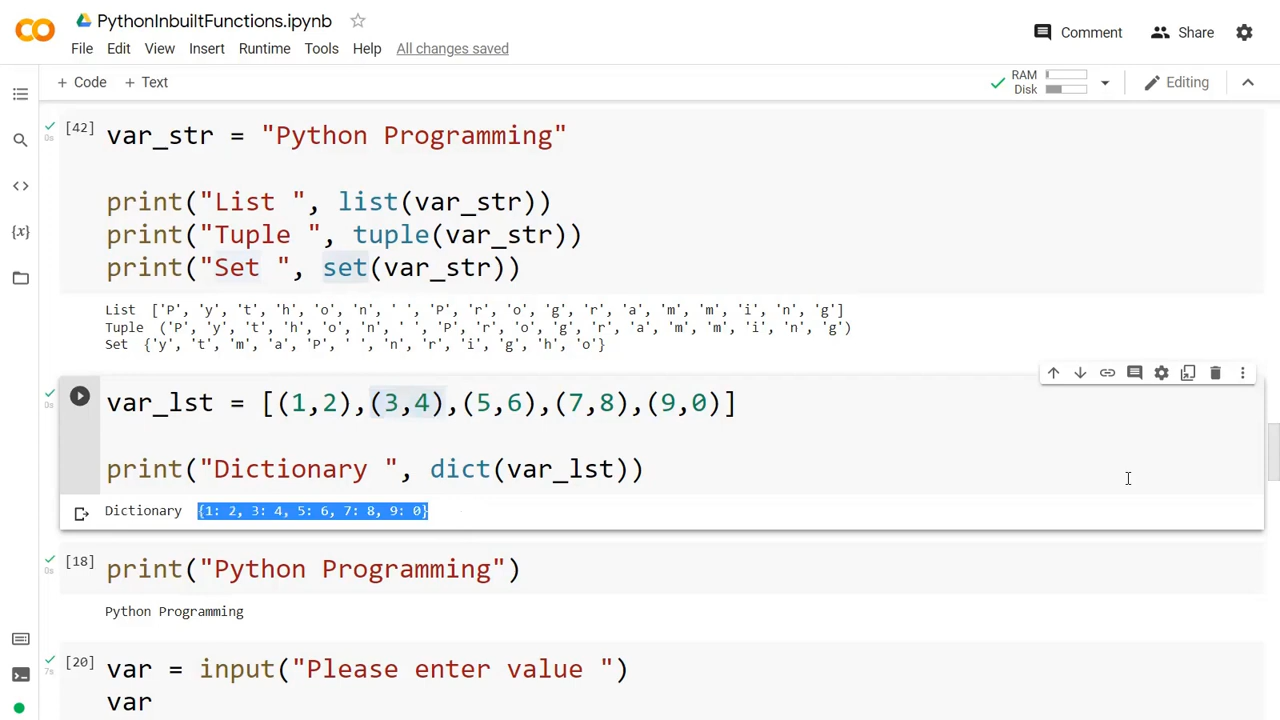 PythonInbuiltFunctions.ipynb
File Edit View Insert Runtime Tools Help All changes saved
Comment Share
+ Code + Text
RAM
Disk
Editing
[42] var_str = "Python Programming"
0s
print("List ", list(var_str))
print("Tuple ", tuple(var_str))
print("Set ", set(var_str))
{x}
List ['P', 'y', 't', 'h', 'o', 'n', ' ', 'P', 'r', 'o', 'g', 'r', 'a', 'm', 'm', 'i', 'n', 'g']
Tuple ('P', 'y', 't', 'h', 'o', 'n', ' ', 'P', 'r', 'o', 'g', 'r', 'a', 'm', 'm', 'i', 'n', 'g')
Set {'y', 't', 'm', 'a', 'P', ' ', 'n', 'r', 'i', 'g', 'h', 'o'}
var_lst = [(1,2),(3,4),(5,6),(7,8),(9,0)]
0s
print("Dictionary ", dict(var_lst))
Dictionary {1: 2, 3: 4, 5: 6, 7: 8, 9: 0}
[18] print("Python Programming")
0s
Python Programming
[20] var = input("Please enter value ")
7s
var